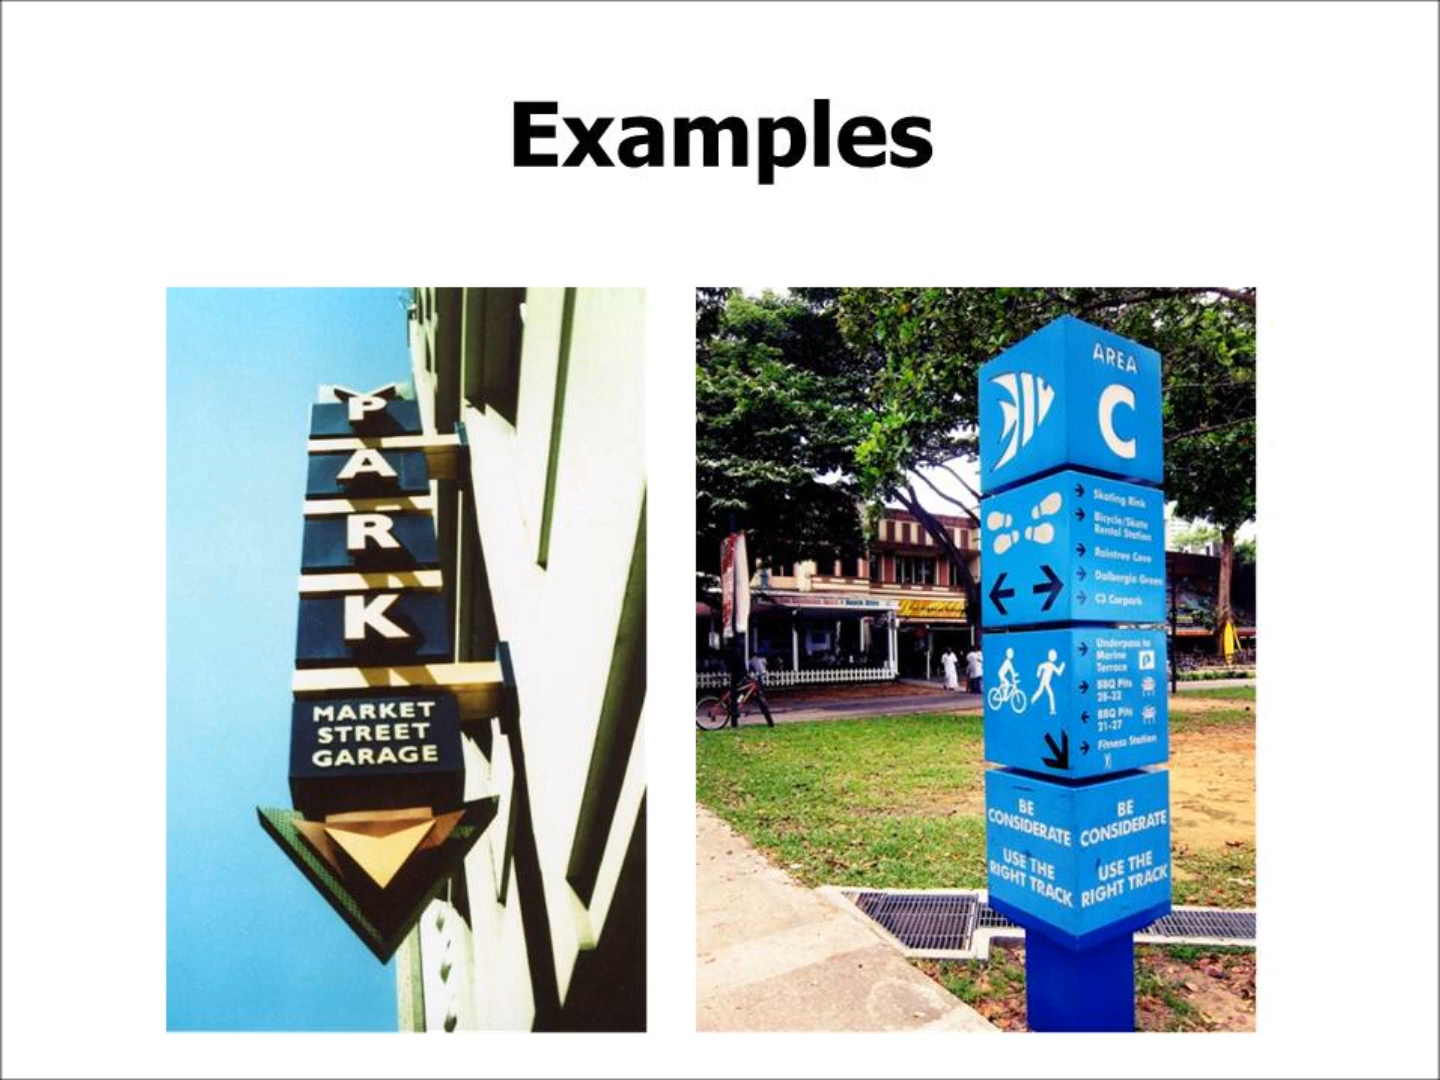 Examples
P
A
R
K
MARKET
STREET
GARAGE
AREA
C
Skating Rink
Bicycle/Skate
Rental Station
Raintree Cove
Dalbergia Green
C3 Carpark
Underpass to
Marine
Terrace
P
BBQ Pits
28-33
BBQ Pits
21-27
Fitness Station
BE
CONSIDERATE
USE THE
RIGHT TRACK
BE
CONSIDERATE
USE THE
RIGHT TRACK